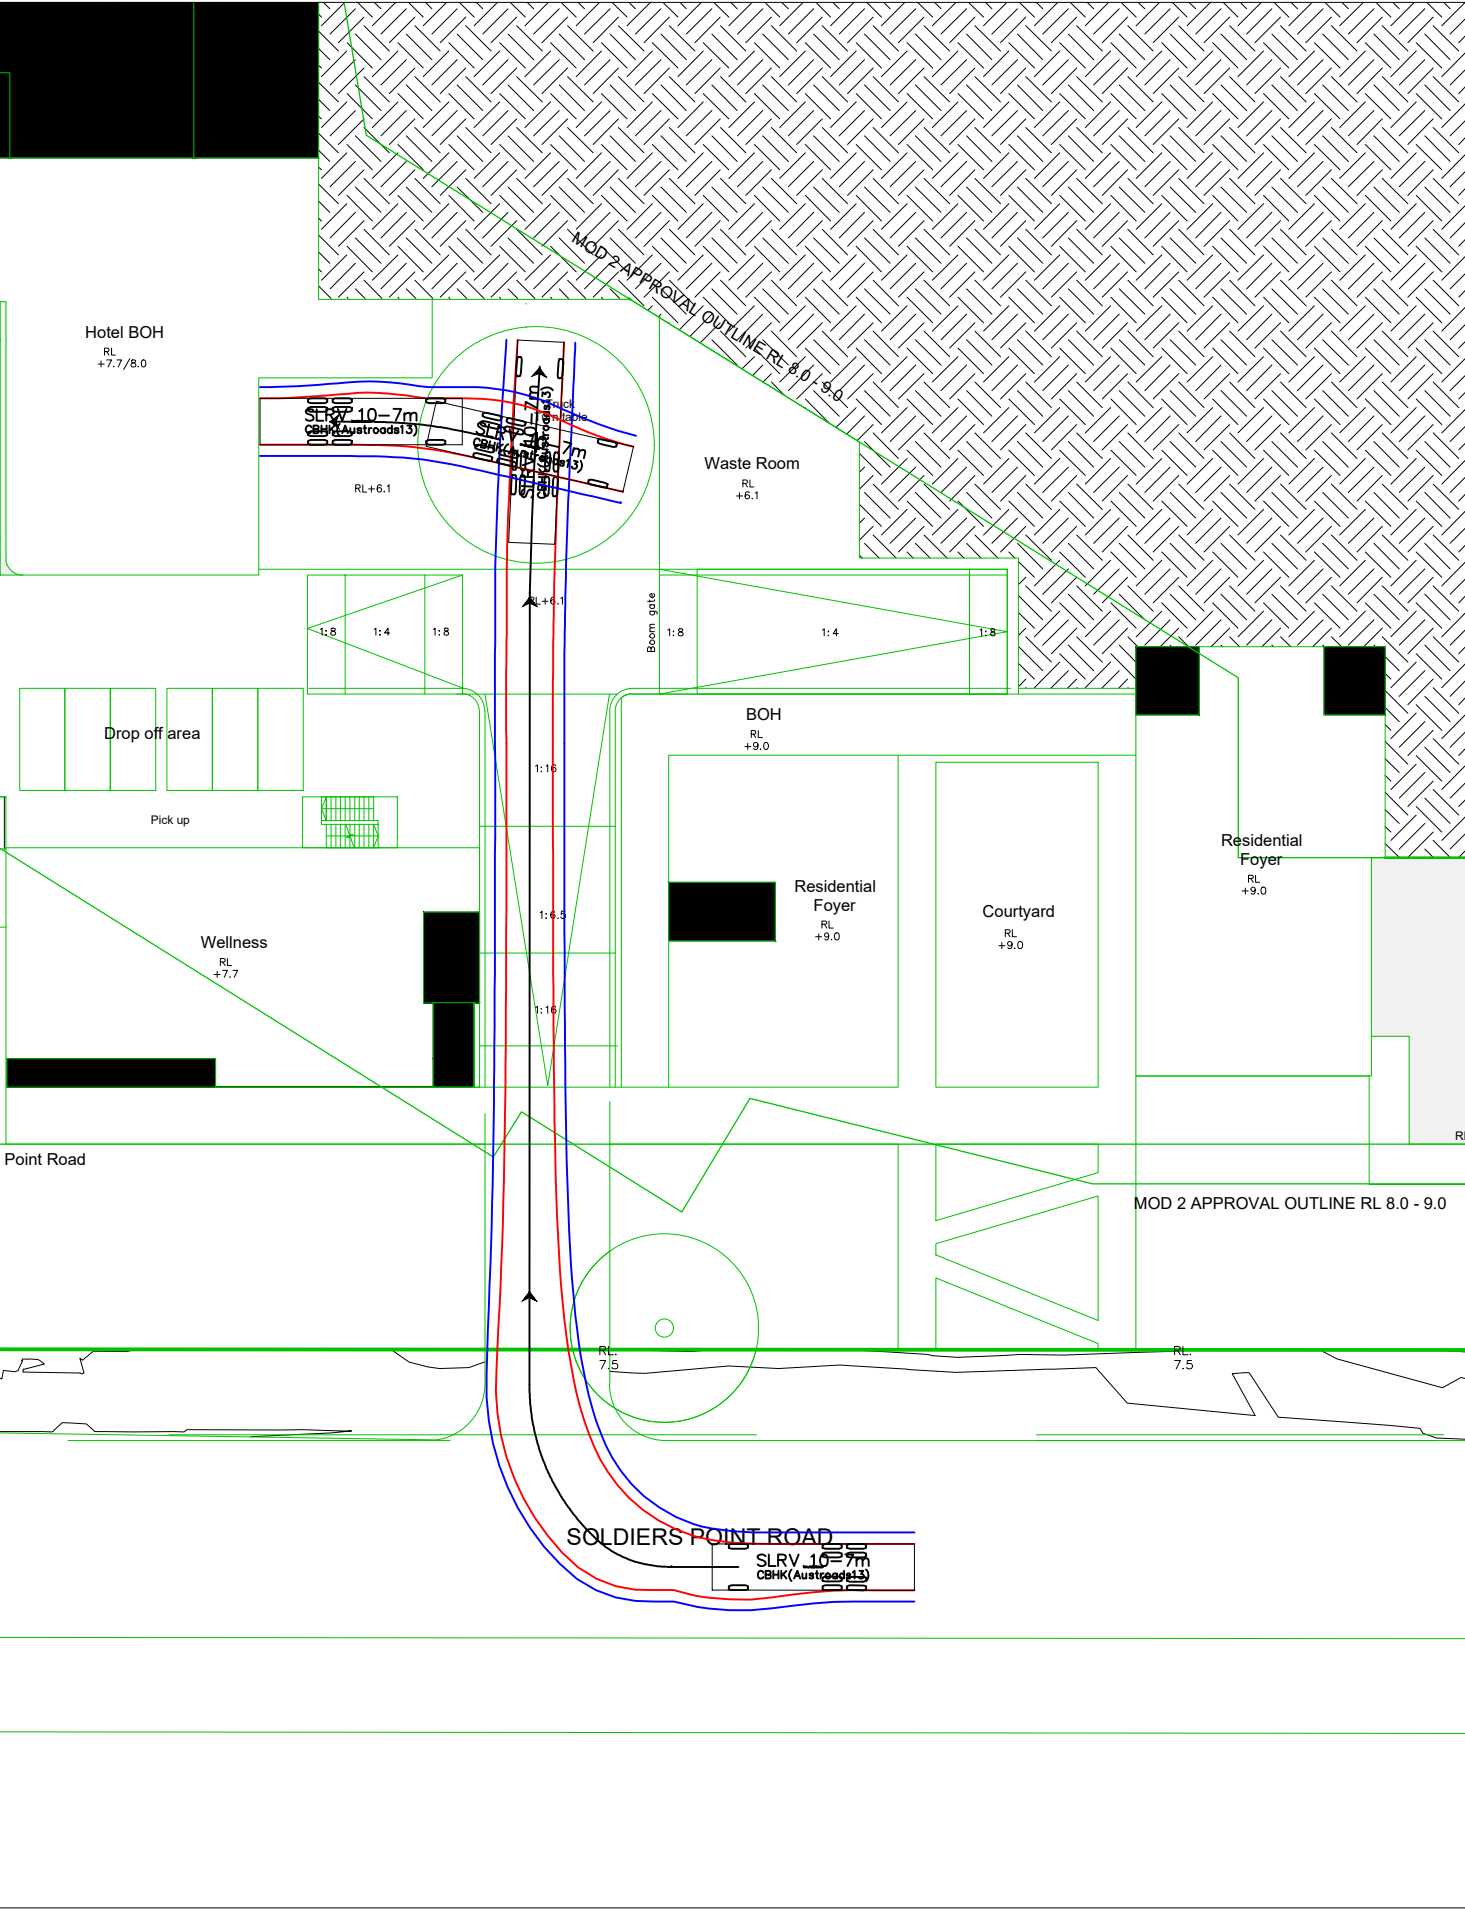 MOD 2 APPROVAL OUTLINE RL 8.0 - 9.0
Hotel BOH
RL
+7.7/8.0
SLRV 10-7m
CBHK(Austroads13)
RL+6.1
Waste Room
RL
+6.1
RL+6.1
Boom gate
1:8
1:4
1:8
1:8
1:4
1:8
Drop off area
BOH
RL
+9.0
1:16
Pick up
Residential
Foyer
RL
+9.0
Residential
Foyer
RL
+9.0
Courtyard
RL
+9.0
1:6.5
Wellness
RL
+7.7
1:16
Point Road
MOD 2 APPROVAL OUTLINE RL 8.0 - 9.0
RL.
7.5
RL.
7.5
SOLDIERS POINT ROAD
SLRV 10-7m
CBHK(Austroads13)